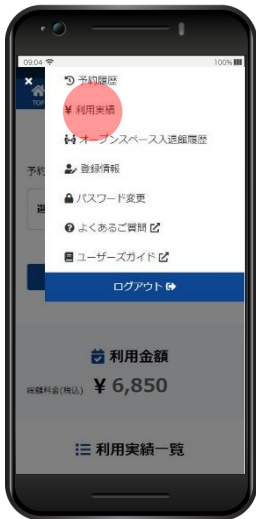 09:04 100%
× 予約履歴
TOP ¥ 利用実績
オープンスペース入退館履歴
登録情報
予約
パスワード変更
よくあるご質問
ユーザーズガイド
ログアウト
利用金額
総額料金(税込) ¥ 6,850
利用実績一覧